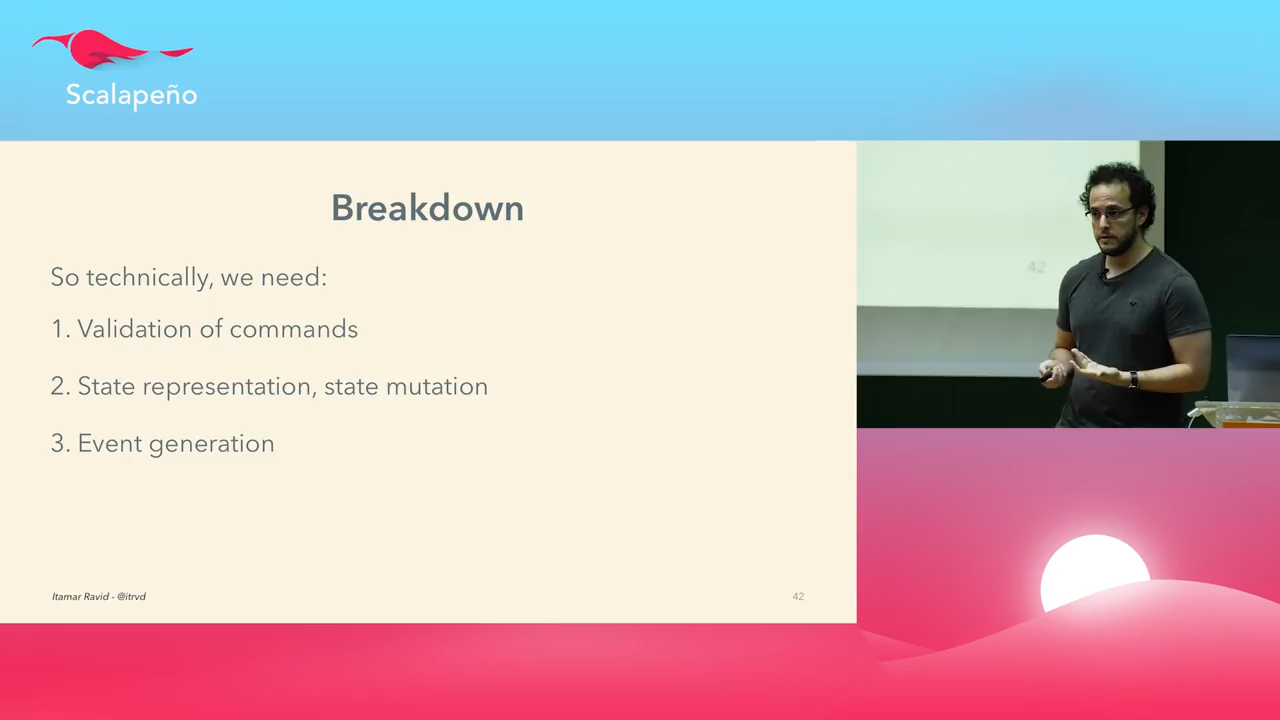 Scalapeño
Breakdown
So technically, we need:
1. Validation of commands
2. State representation, state mutation
3. Event generation
Itamar Ravid - @itrvd
42
42